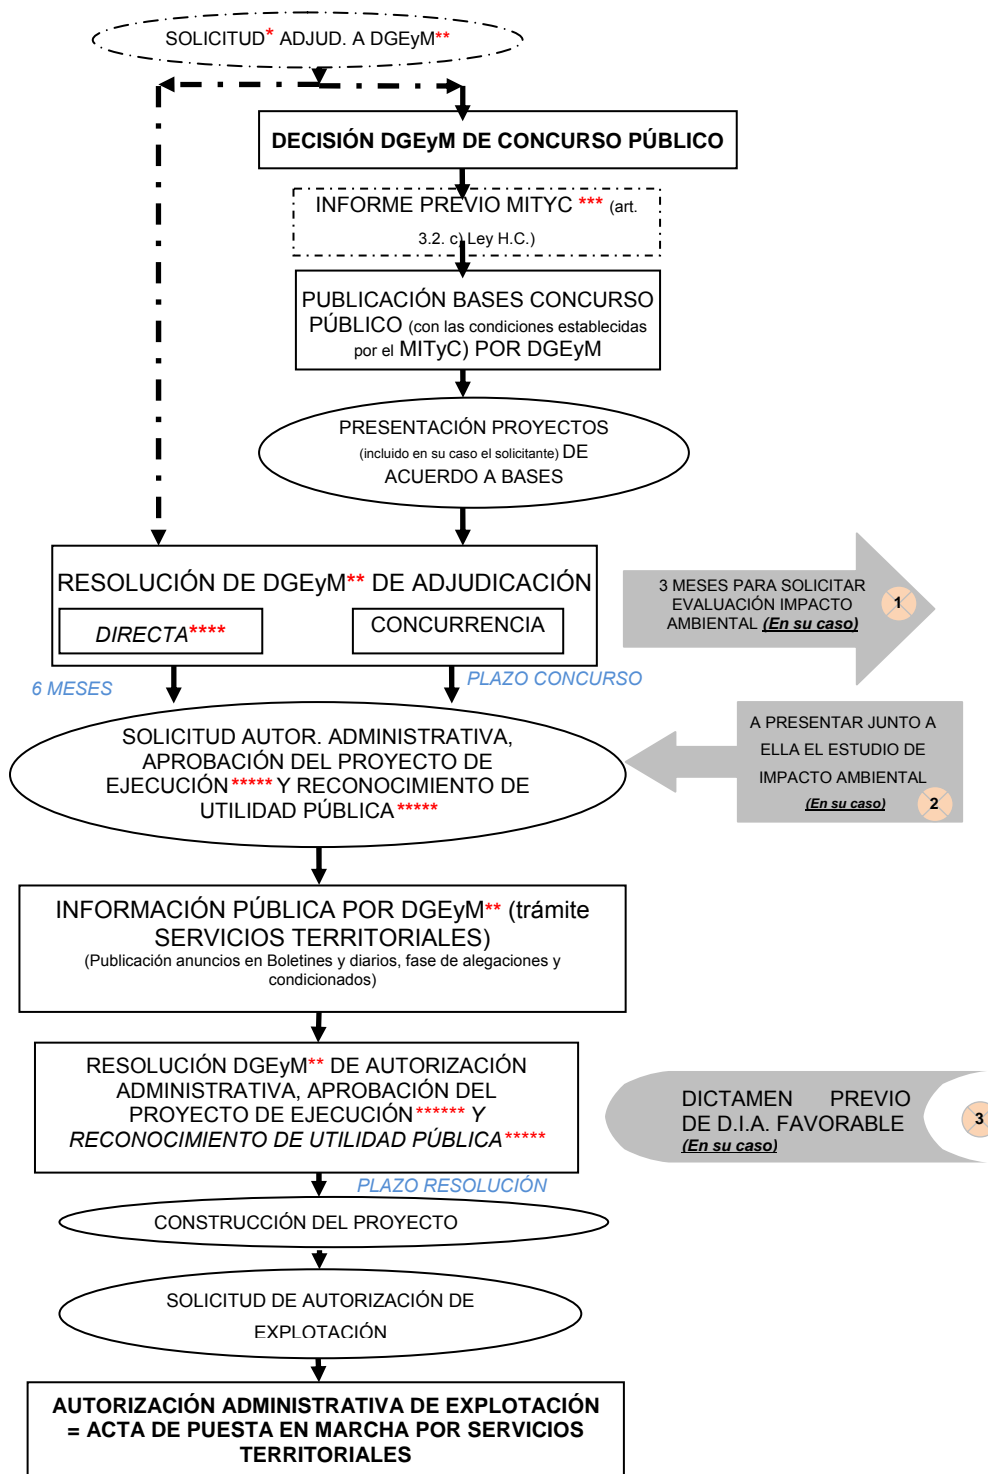 SOLICITUD* ADJUD. A DGEyM**
DECISIÓN DGEyM DE CONCURSO PÚBLICO
INFORME PREVIO MITYC *** (art.
3.2. c) Ley H.C.)
PUBLICACIÓN BASES CONCURSO
PÚBLICO (con las condiciones establecidas
por el MITyC) POR DGEyM
PRESENTACIÓN PROYECTOS
(incluido en su caso el solicitante) DE
ACUERDO A BASES
RESOLUCIÓN DE DGEyM** DE ADJUDICACIÓN
DIRECTA****
CONCURRENCIA
3 MESES PARA SOLICITAR
EVALUACIÓN IMPACTO
AMBIENTAL (En su caso)
1
6 MESES
PLAZO CONCURSO
SOLICITUD AUTOR. ADMINISTRATIVA,
APROBACIÓN DEL PROYECTO DE
EJECUCIÓN***** Y RECONOCIMIENTO DE
UTILIDAD PÚBLICA*****
A PRESENTAR JUNTO A
ELLA EL ESTUDIO DE
IMPACTO AMBIENTAL
(En su caso)
2
INFORMACIÓN PÚBLICA POR DGEyM** (trámite
SERVICIOS TERRITORIALES)
(Publicación anuncios en Boletines y diarios, fase de alegaciones y
condicionados)
RESOLUCIÓN DGEyM** DE AUTORIZACIÓN
ADMINISTRATIVA, APROBACIÓN DEL
PROYECTO DE EJECUCIÓN****** Y
RECONOCIMIENTO DE UTILIDAD PÚBLICA*****
DICTAMEN PREVIO
DE D.I.A. FAVORABLE
(En su caso)
3
PLAZO RESOLUCIÓN
CONSTRUCCIÓN DEL PROYECTO
SOLICITUD DE AUTORIZACIÓN DE
EXPLOTACIÓN
AUTORIZACIÓN ADMINISTRATIVA DE EXPLOTACIÓN
= ACTA DE PUESTA EN MARCHA POR SERVICIOS
TERRITORIALES